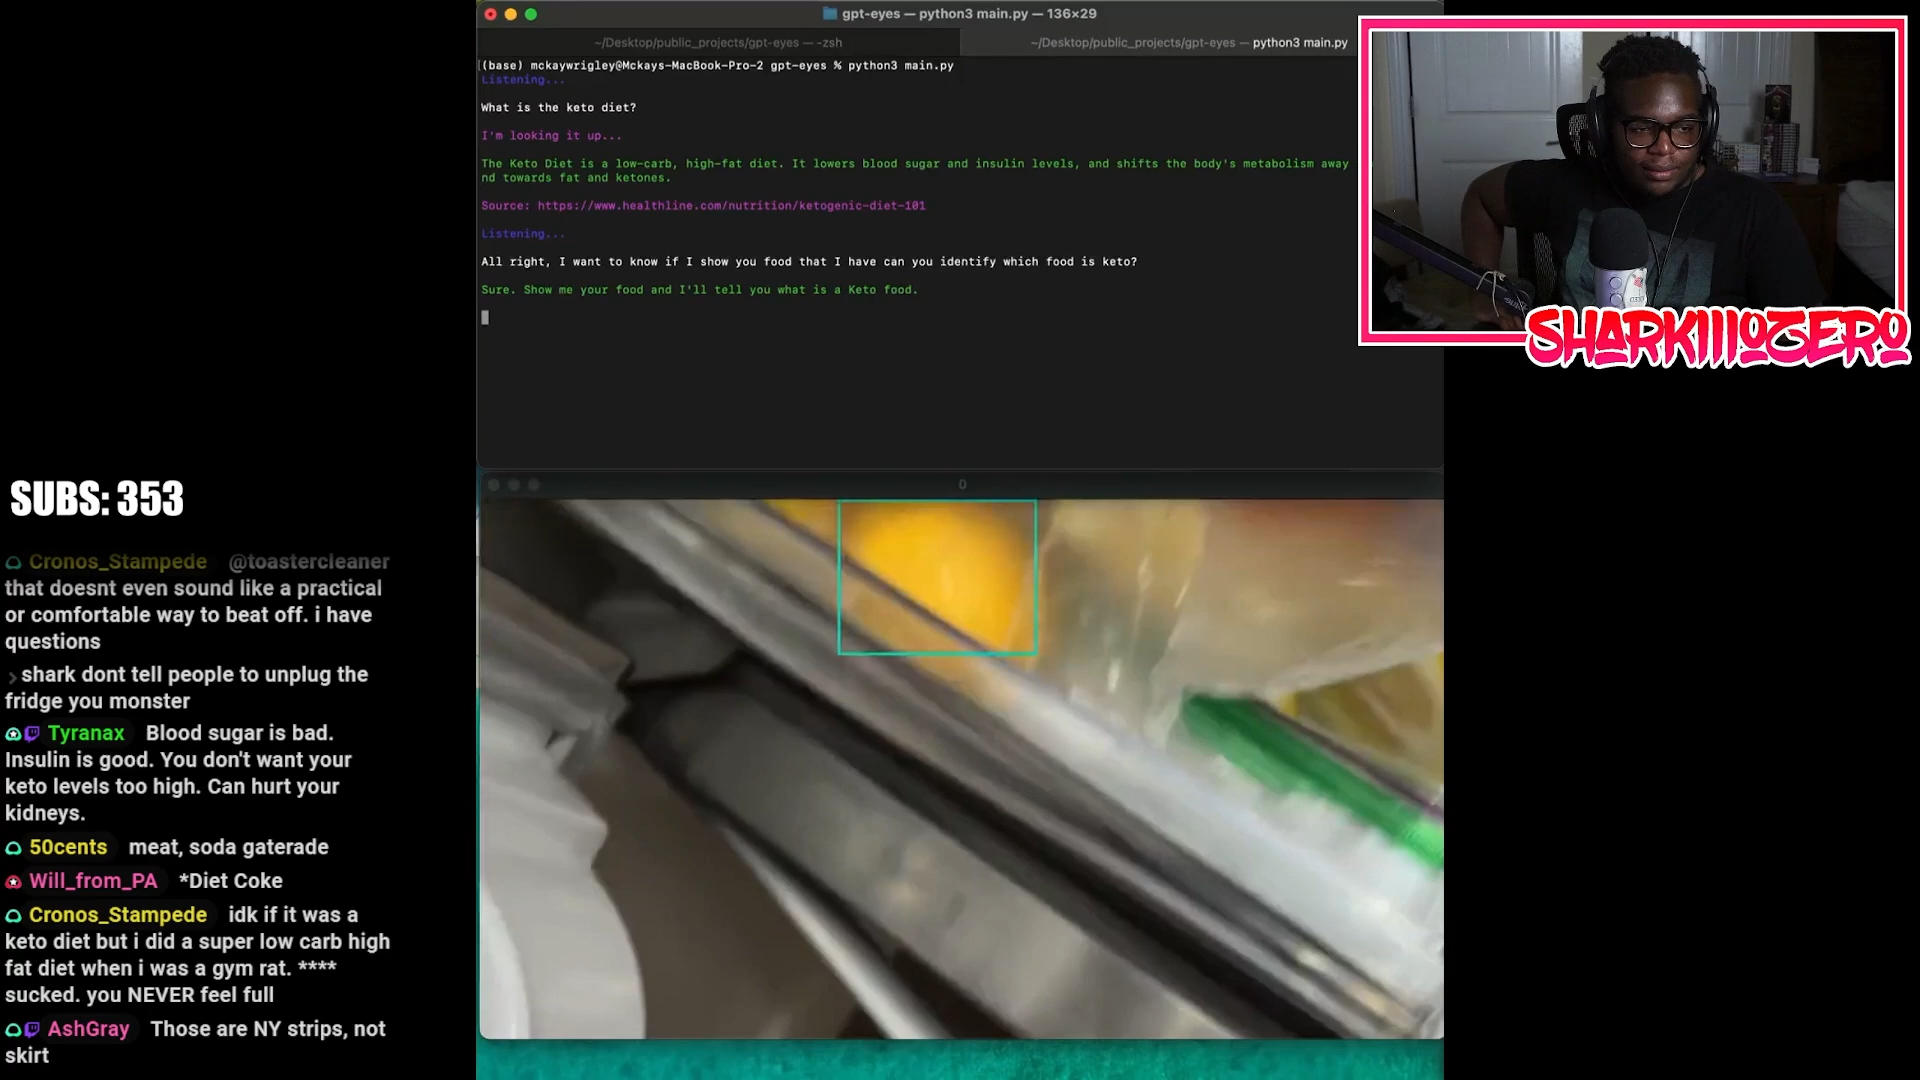 gpt-eyes — python3 main.py — 136×29
~/Desktop/public_projects/gpt-eyes — -zsh
~/Desktop/public_projects/gpt-eyes — python3 main.py
(base) mckaywrigley@Mckays-MacBook-Pro-2 gpt-eyes % python3 main.py
Listening...
What is the keto diet?
I'm looking it up...
The Keto Diet is a low-carb, high-fat diet. It lowers blood sugar and insulin levels, and shifts the body's metabolism away
nd towards fat and ketones.
Source: https://www.healthline.com/nutrition/ketogenic-diet-101
Listening...
All right, I want to know if I show you food that I have can you identify which food is keto?
Sure. Show me your food and I'll tell you what is a Keto food.
SHARKIII0ZERO
0
SUBS: 353
Cronos_Stampede @toastercleaner
that doesnt even sound like a practical
or comfortable way to beat off. i have
questions
shark dont tell people to unplug the
fridge you monster
Tyranax Blood sugar is bad.
Insulin is good. You don't want your
keto levels too high. Can hurt your
kidneys.
50cents meat, soda gaterade
Will_from_PA *Diet Coke
Cronos_Stampede idk if it was a
keto diet but i did a super low carb high
fat diet when i was a gym rat. ****
sucked. you NEVER feel full
AshGray Those are NY strips, not
skirt